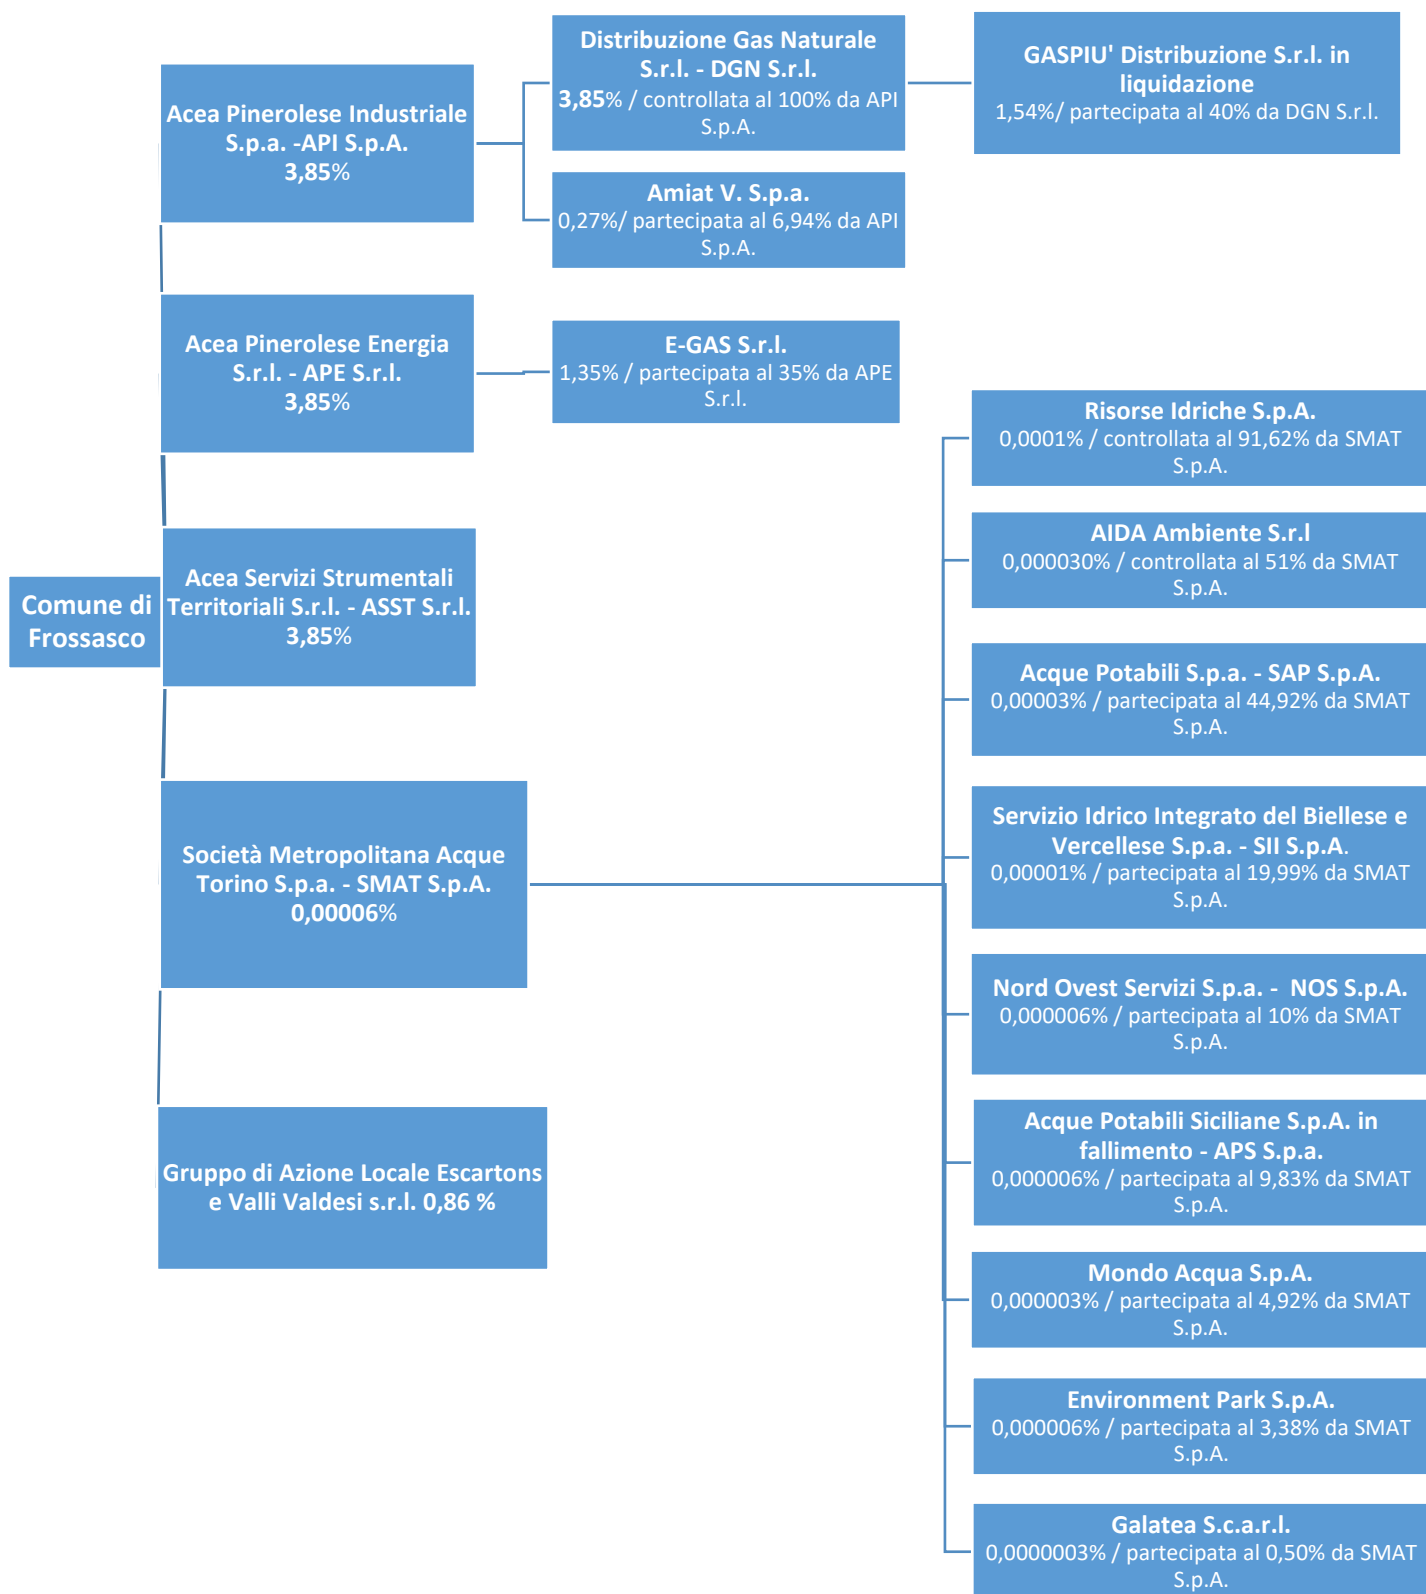 Comune di
Frossasco
Acea Pinerolese Industriale
S.p.a. -API S.p.A.
3,85%
Distribuzione Gas Naturale
S.r.l. - DGN S.r.l.
3,85% / controllata al 100% da API
S.p.A.
GASPIU' Distribuzione S.r.l. in
liquidazione
1,54%/ partecipata al 40% da DGN S.r.l.
Amiat V. S.p.a.
0,27%/ partecipata al 6,94% da API
S.p.A.
Acea Pinerolese Energia
S.r.l. - APE S.r.l.
3,85%
E-GAS S.r.l.
1,35% / partecipata al 35% da APE
S.r.l.
Acea Servizi Strumentali
Territoriali S.r.l. - ASST S.r.l.
3,85%
Società Metropolitana Acque
Torino S.p.a. - SMAT S.p.A.
0,00006%
Risorse Idriche S.p.A.
0,0001% / controllata al 91,62% da SMAT
S.p.A.
AIDA Ambiente S.r.l
0,000030% / controllata al 51% da SMAT
S.p.A.
Acque Potabili S.p.a. - SAP S.p.A.
0,00003% / partecipata al 44,92% da SMAT
S.p.A.
Servizio Idrico Integrato del Biellese e
Vercellese S.p.a. - SII S.p.A.
0,00001% / partecipata al 19,99% da SMAT
S.p.A.
Nord Ovest Servizi S.p.a. - NOS S.p.A.
0,000006% / partecipata al 10% da SMAT
S.p.A.
Acque Potabili Siciliane S.p.A. in
fallimento - APS S.p.a.
0,000006% / partecipata al 9,83% da SMAT
S.p.A.
Mondo Acqua S.p.A.
0,000003% / partecipata al 4,92% da SMAT
S.p.A.
Environment Park S.p.A.
0,000006% / partecipata al 3,38% da SMAT
S.p.A.
Galatea S.c.a.r.l.
0,0000003% / partecipata al 0,50% da SMAT
S.p.A.
Gruppo di Azione Locale Escartons
e Valli Valdesi s.r.l. 0,86 %